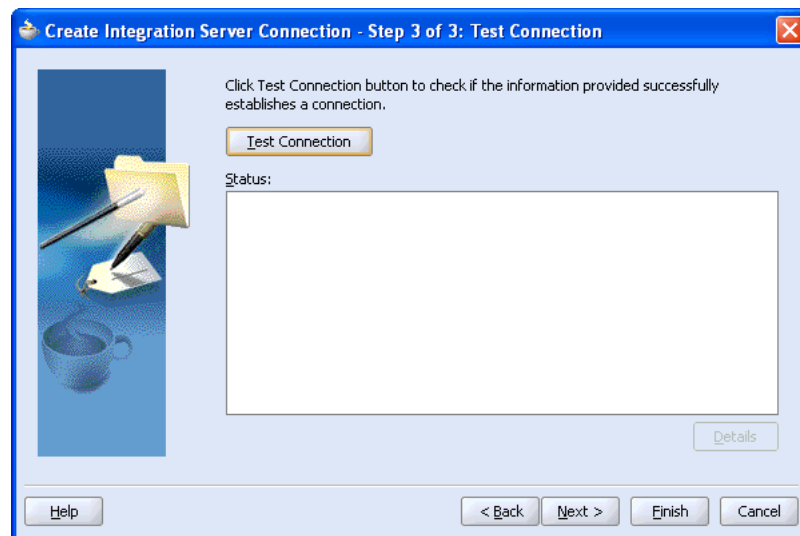 Create Integration Server Connection - Step 3 of 3: Test Connection
Click Test Connection button to check if the information provided successfully
establishes a connection.
Test Connection
Status:
Details
Help
< Back
Next >
Finish
Cancel